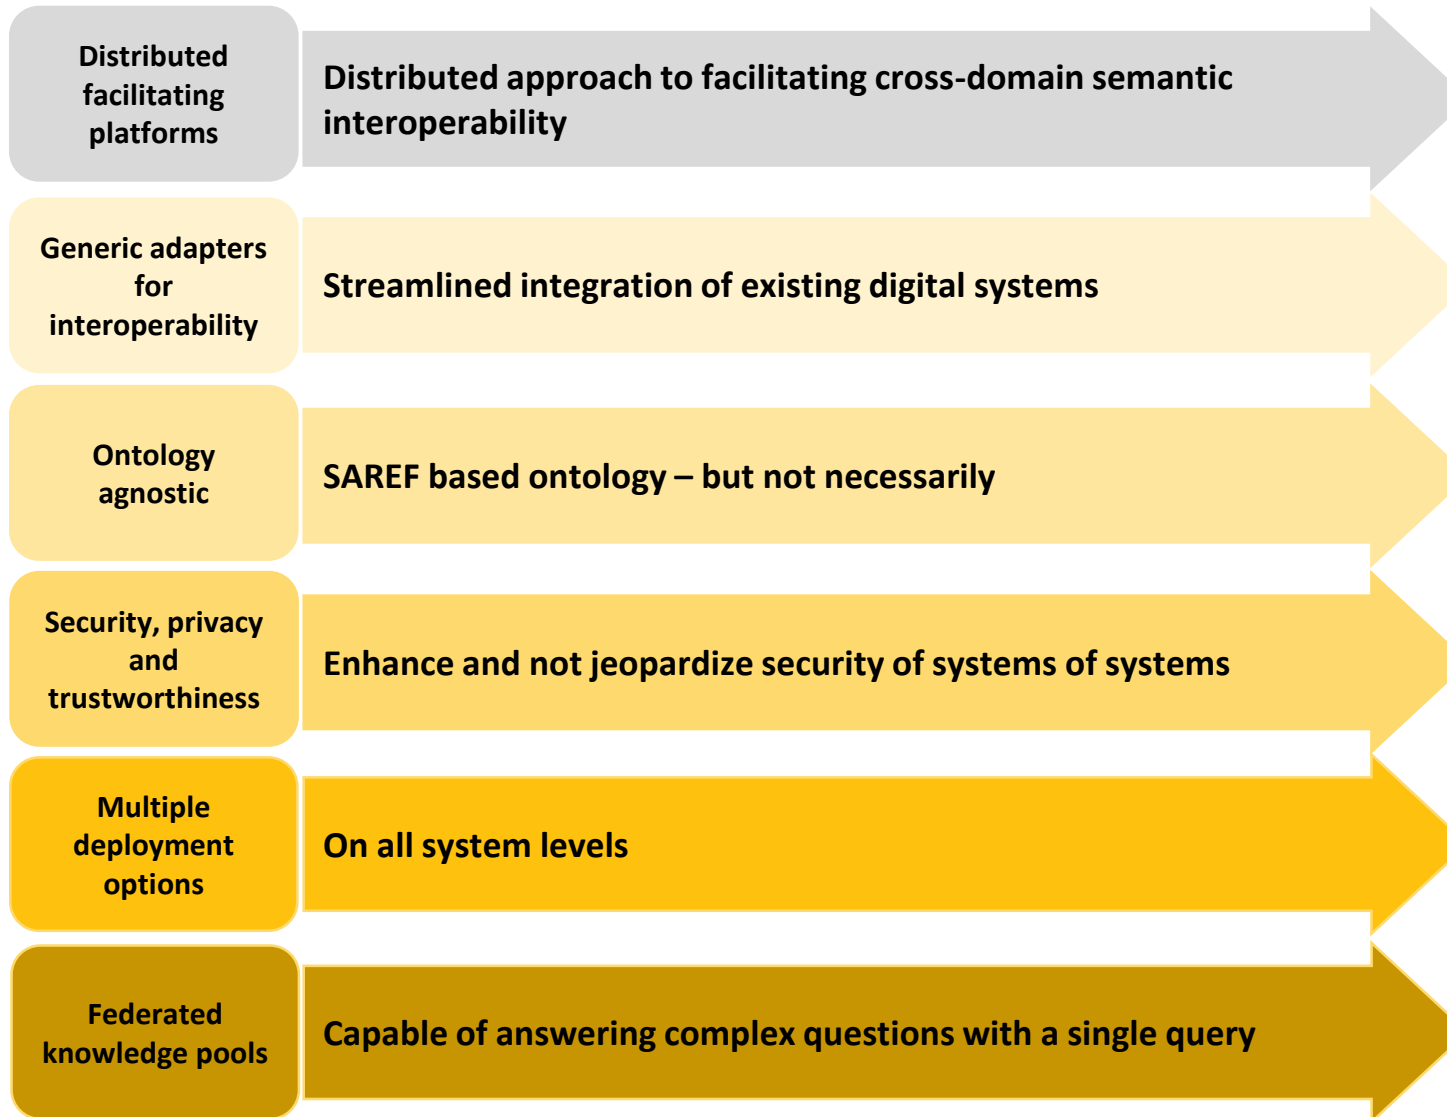 Distributed
facilitating
platforms
Distributed approach to facilitating cross-domain semantic
interoperability
Generic adapters
for
interoperability
Streamlined integration of existing digital systems
Ontology
agnostic
SAREF based ontology – but not necessarily
Security, privacy
and
trustworthiness
Enhance and not jeopardize security of systems of systems
Multiple
deployment
options
On all system levels
Federated
knowledge pools
Capable of answering complex questions with a single query